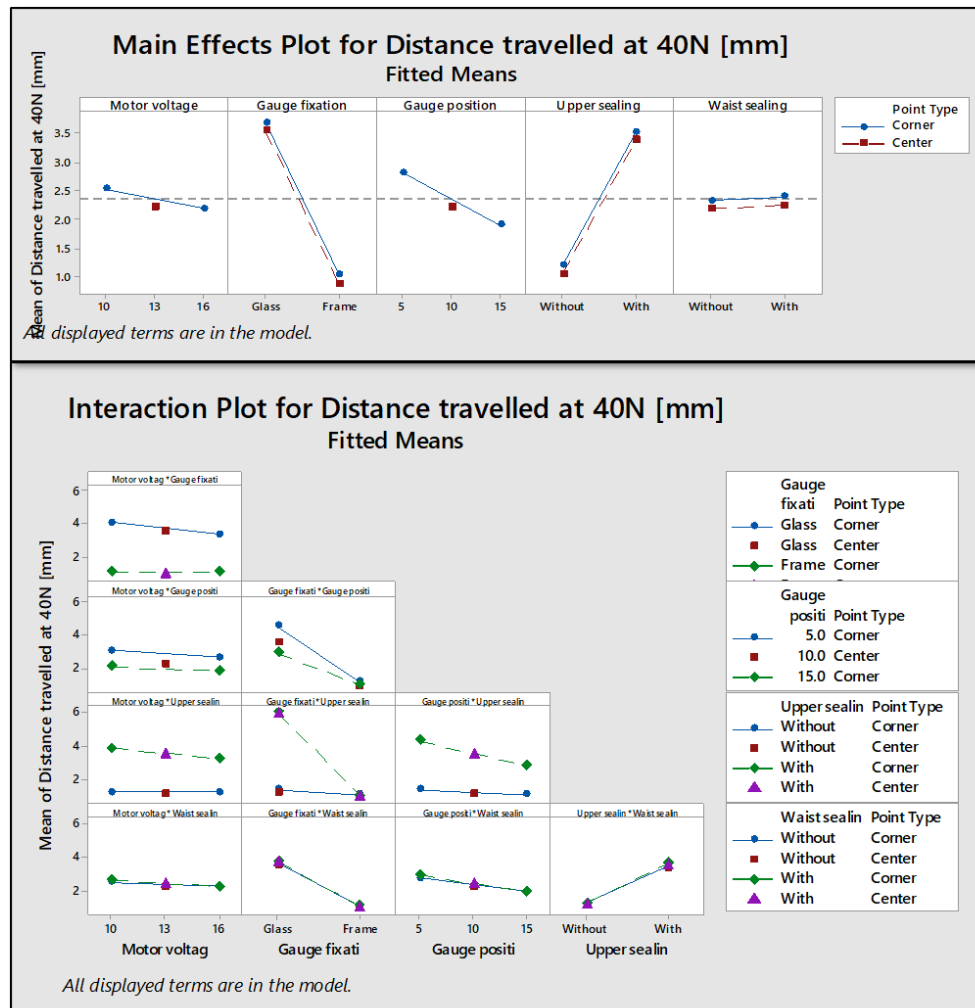 Main Effects Plot for Distance travelled at 40N [mm]
Fitted Means
Mean of Distance travelled at 40N [mm]
Motor voltage Gauge fixation Gauge position Upper sealing Waist sealing
Point Type
Corner
Center
3.5
3.0
2.5
2.0
1.5
1.0
10 13 16 Glass Frame 5 10 15 Without With Without With
All displayed terms are in the model.
Interaction Plot for Distance travelled at 40N [mm]
Fitted Means
Mean of Distance travelled at 40N [mm]
Motor voltag *Gauge fixati
6
4
2
Gauge
fixati Point Type
Glass Corner
Glass Center
Frame Corner
Motor voltag *Gauge positi Gauge fixati *Gauge positi
6
4
2
Gauge
positi Point Type
5.0 Corner
10.0 Center
15.0 Corner
Motor voltag *Upper sealin Gauge fixati *Upper sealin Gauge positi *Upper sealin
6
4
2
Upper sealin Point Type
Without Corner
Without Center
With Corner
With Center
Motor voltag *Waist sealin Gauge fixati *Waist sealin Gauge positi *Waist sealin Upper sealin *Waist sealin
6
4
2
Waist sealin Point Type
Without Corner
Without Center
With Corner
With Center
10 13 16 Glass Frame 5 10 15 Without With
Motor voltag Gauge fixati Gauge positi Upper sealin
All displayed terms are in the model.